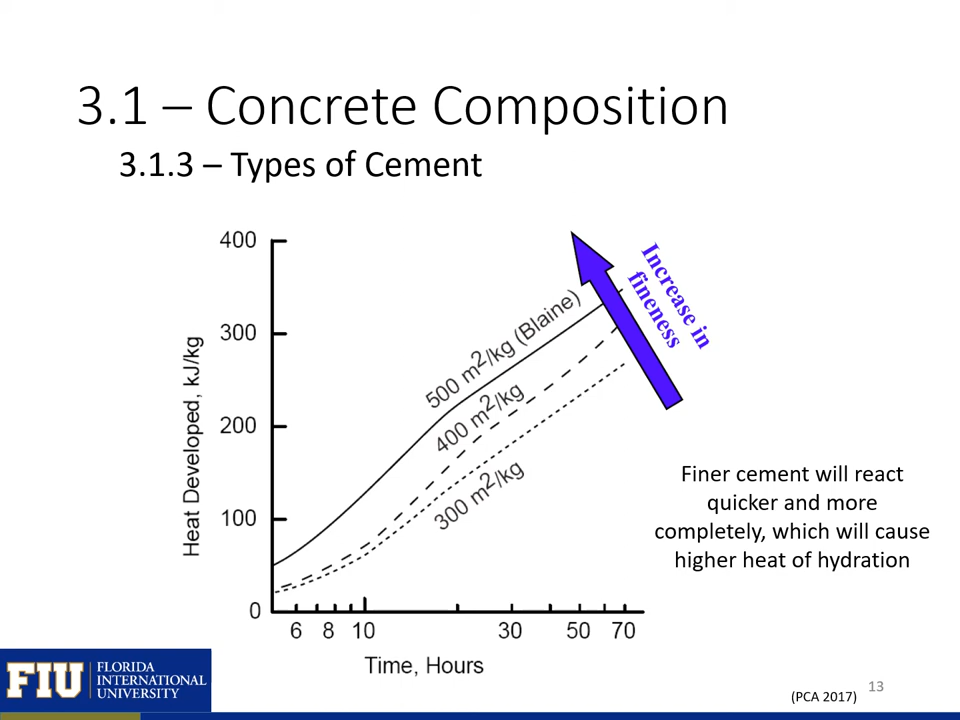 3.1 – Concrete Composition
3.1.3 – Types of Cement
400
300
200
100
0
Heat Developed, kJ/kg
500 m2/kg (Blaine)
400 m2/kg
300 m2/kg
Increase in
fineness
6 8 10 30 50 70
Time, Hours
Finer cement will react
quicker and more
completely, which will cause
higher heat of hydration
FIU
FLORIDA
INTERNATIONAL
UNIVERSITY
(PCA 2017)
13